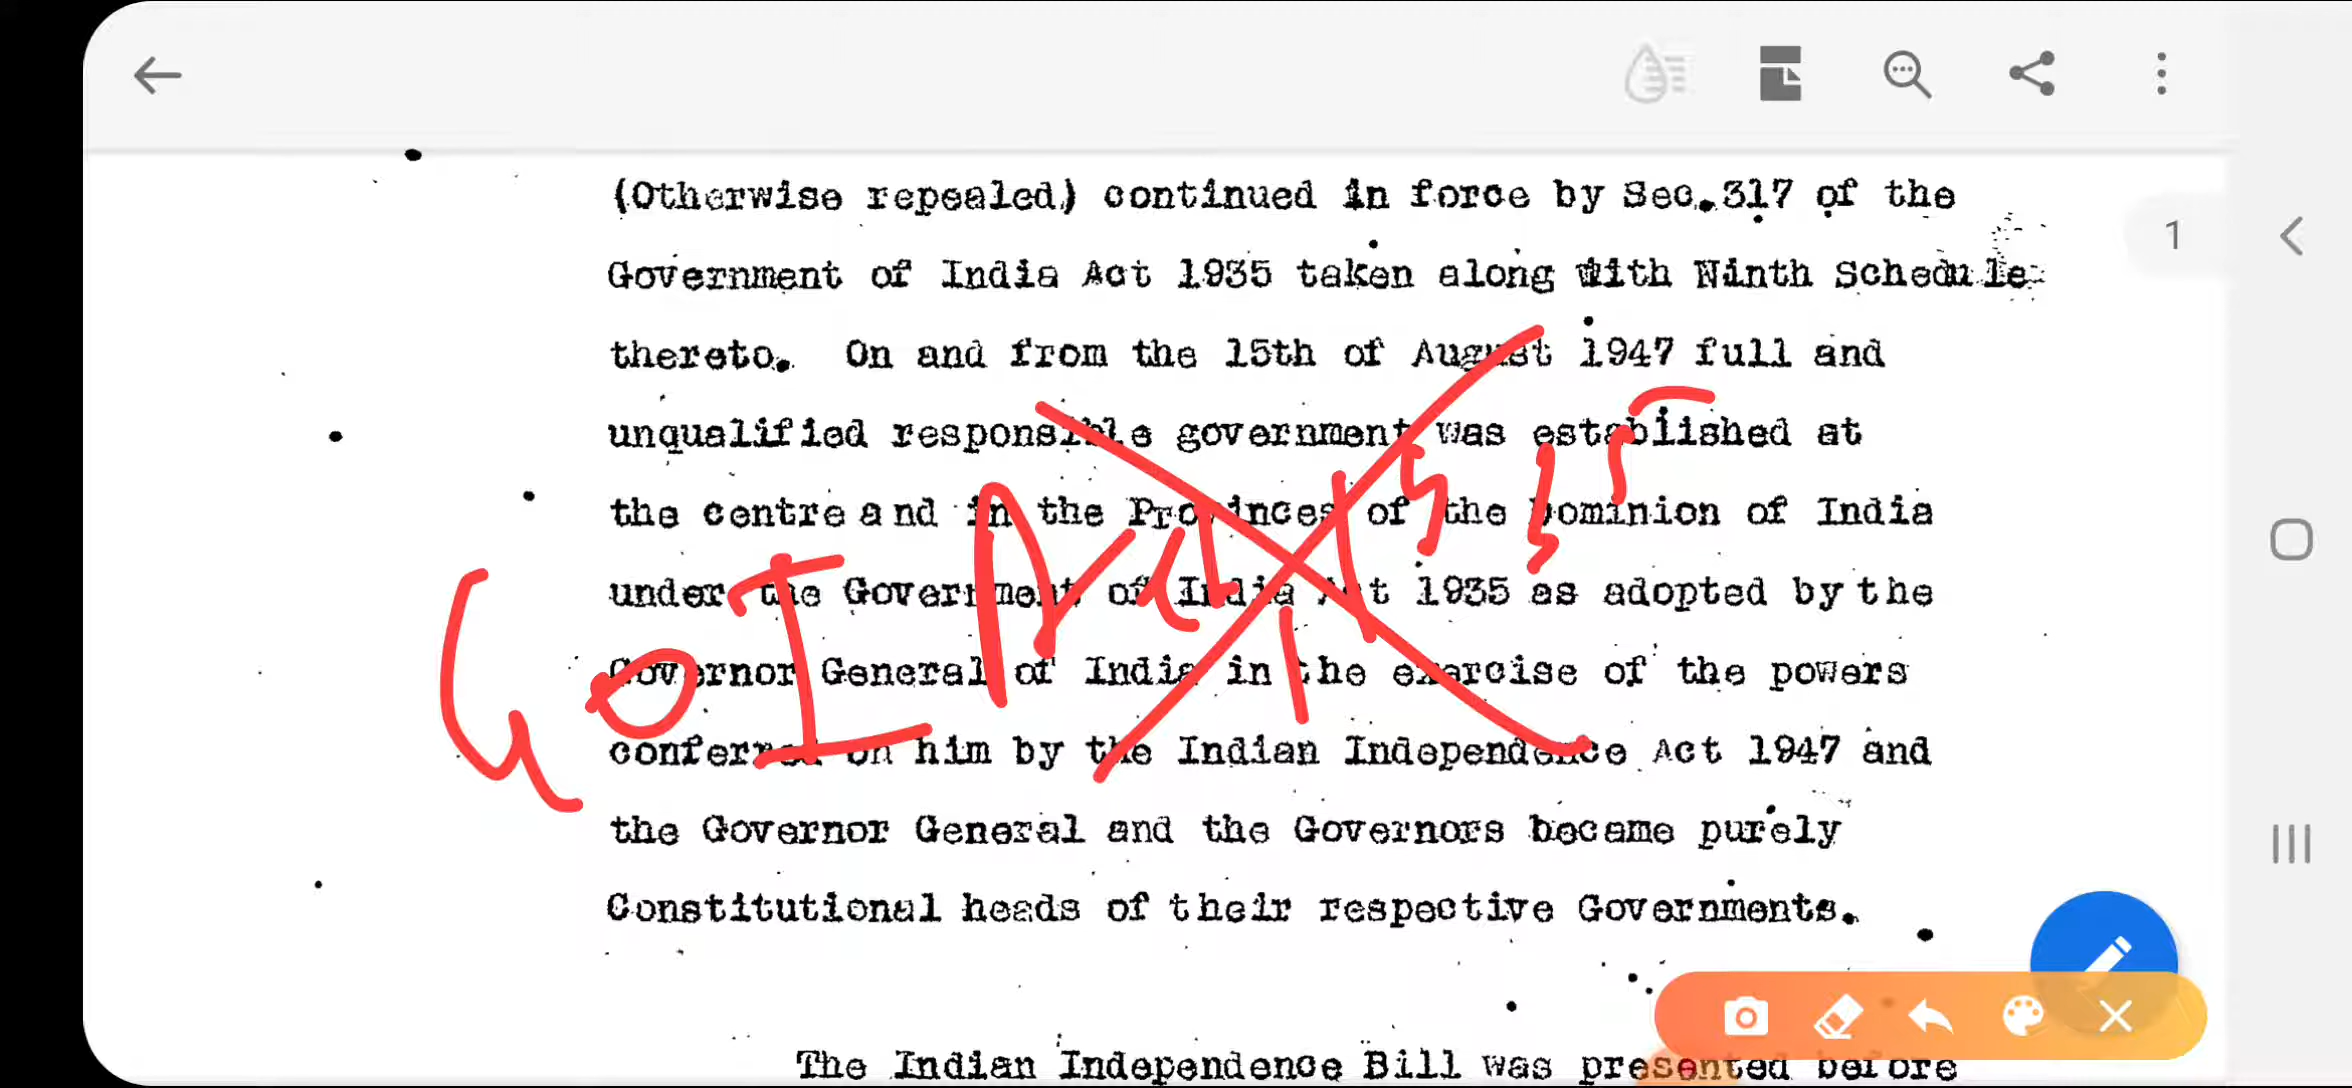 1
(Otherwise repealed) continued in force by Sec.317 of the
Government of India Act 1935 taken along with Ninth Schedule
thereto. On and from the 15th of August 1947 full and
unqualified responsible government was established at
the centre and in the Provinces of the Dominion of India
under the Government of India Act 1935 as adopted by the
Governor General of India in the exercise of the powers
conferred on him by the Indian Independence Act 1947 and
the Governor General and the Governors became purely
Constitutional heads of their respective Governments.
The Indian Independence Bill was presented before
GOI Act 1935